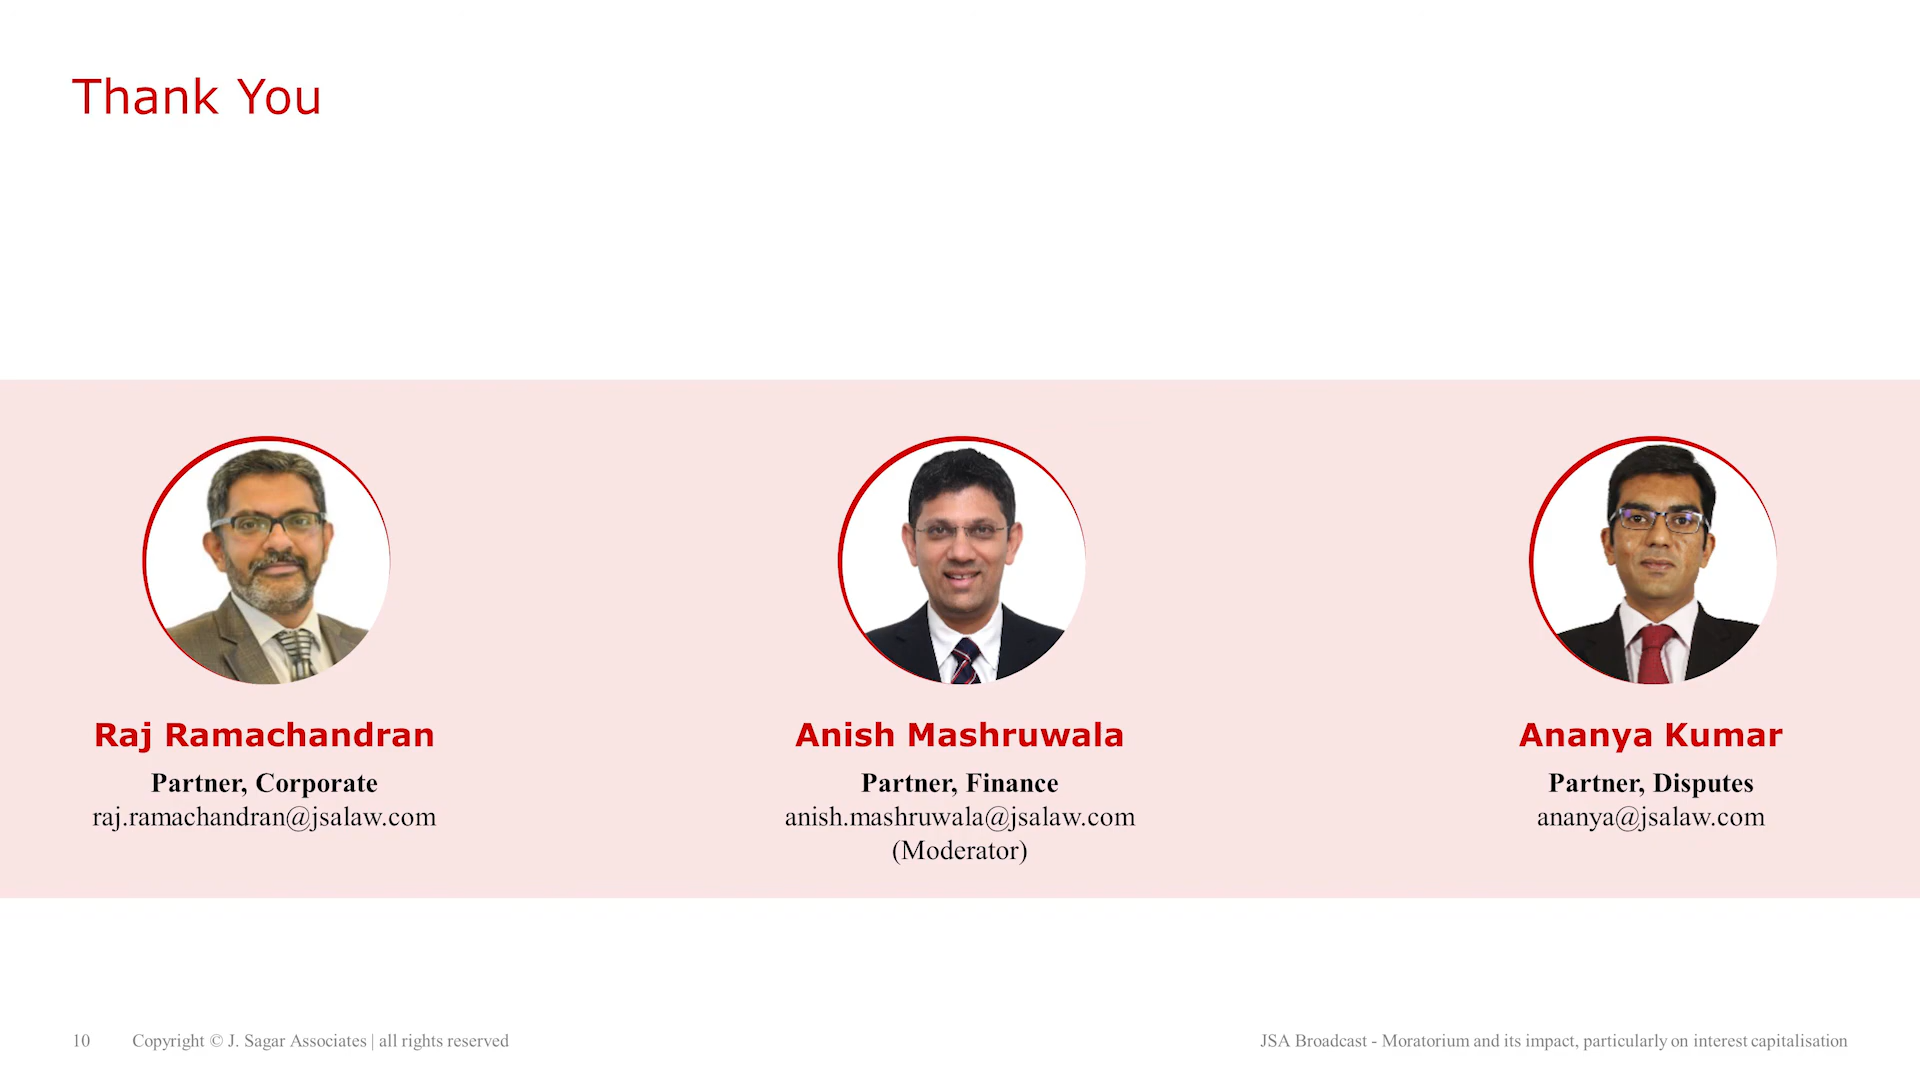 Thank You
Raj Ramachandran
Partner, Corporate
raj.ramachandran@jsalaw.com
Anish Mashruwala
Partner, Finance
anish.mashruwala@jsalaw.com
(Moderator)
Ananya Kumar
Partner, Disputes
ananya@jsalaw.com
10
Copyright © J. Sagar Associates | all rights reserved
JSA Broadcast - Moratorium and its impact, particularly on interest capitalisation